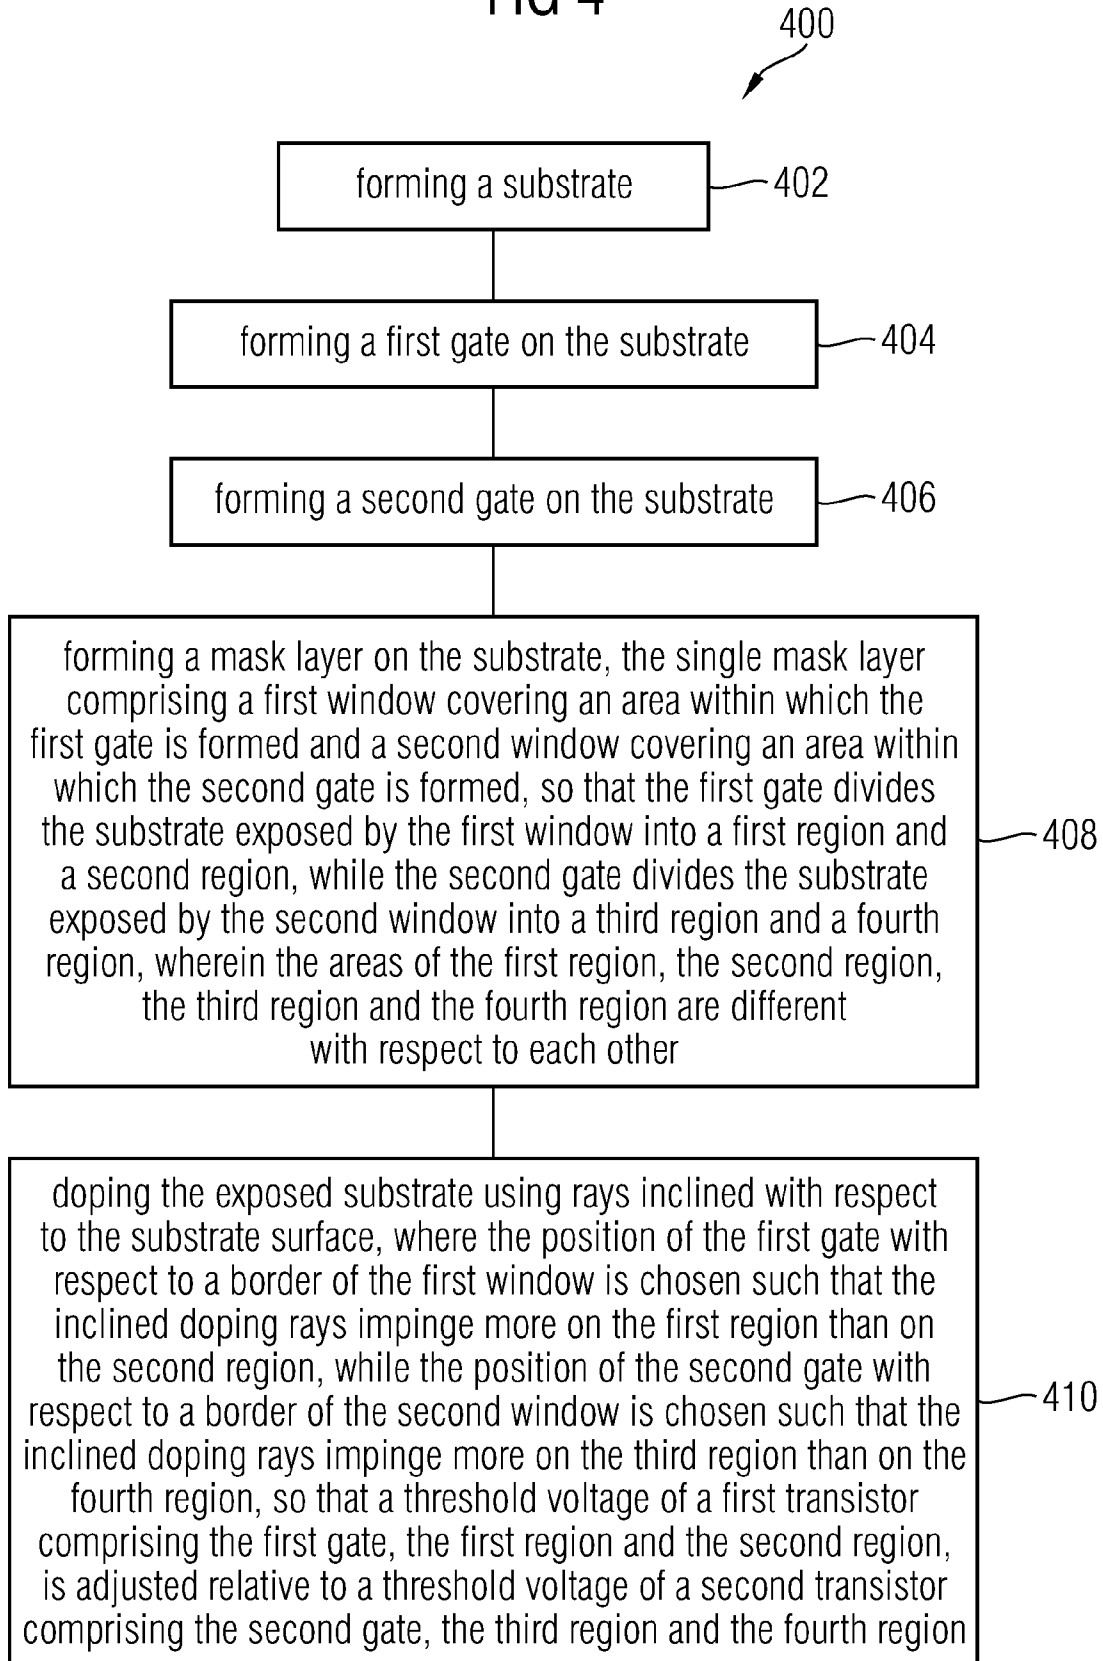 FIG 4
400
forming a substrate
402
forming a first gate on the substrate
404
forming a second gate on the substrate
406
forming a mask layer on the substrate, the single mask layer
comprising a first window covering an area within which the
first gate is formed and a second window covering an area within
which the second gate is formed, so that the first gate divides
the substrate exposed by the first window into a first region and
a second region, while the second gate divides the substrate
exposed by the second window into a third region and a fourth
region, wherein the areas of the first region, the second region,
the third region and the fourth region are different
with respect to each other
408
doping the exposed substrate using rays inclined with respect
to the substrate surface, where the position of the first gate with
respect to a border of the first window is chosen such that the
inclined doping rays impinge more on the first region than on
the second region, while the position of the second gate with
respect to a border of the second window is chosen such that the
inclined doping rays impinge more on the third region than on the
fourth region, so that a threshold voltage of a first transistor
comprising the first gate, the first region and the second region,
is adjusted relative to a threshold voltage of a second transistor
comprising the second gate, the third region and the fourth region
410